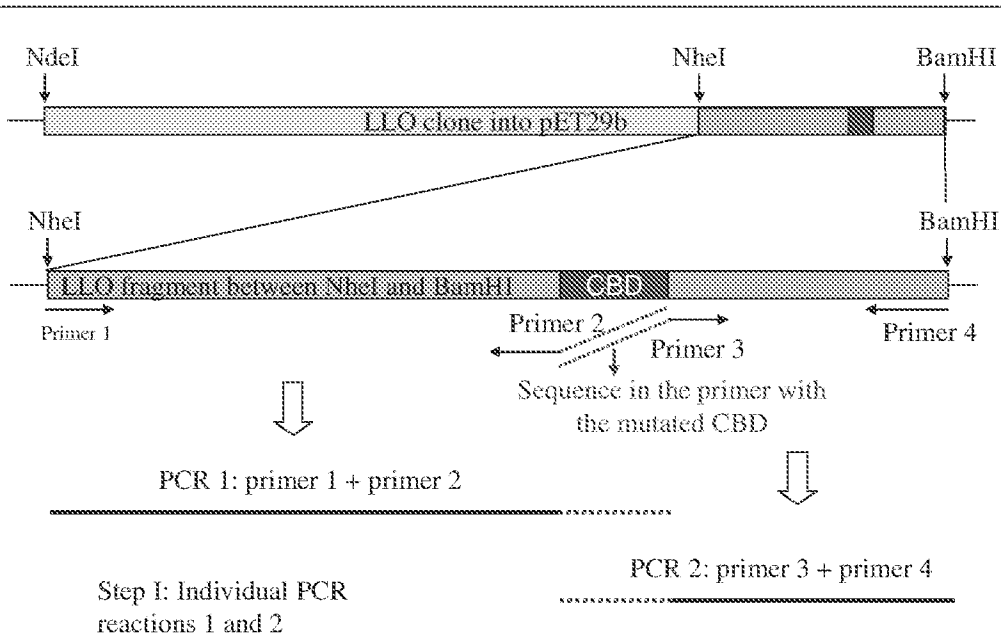 NdeI NheI BamHI
LLO clone into pET29b
NheI BamHI
LLO fragment between NheI and BamHI CBD
Primer 1 Primer 2 Primer 3 Primer 4
Sequence in the primer with
the mutated CBD
PCR 1: primer 1 + primer 2
PCR 2: primer 3 + primer 4
Step I: Individual PCR
reactions 1 and 2